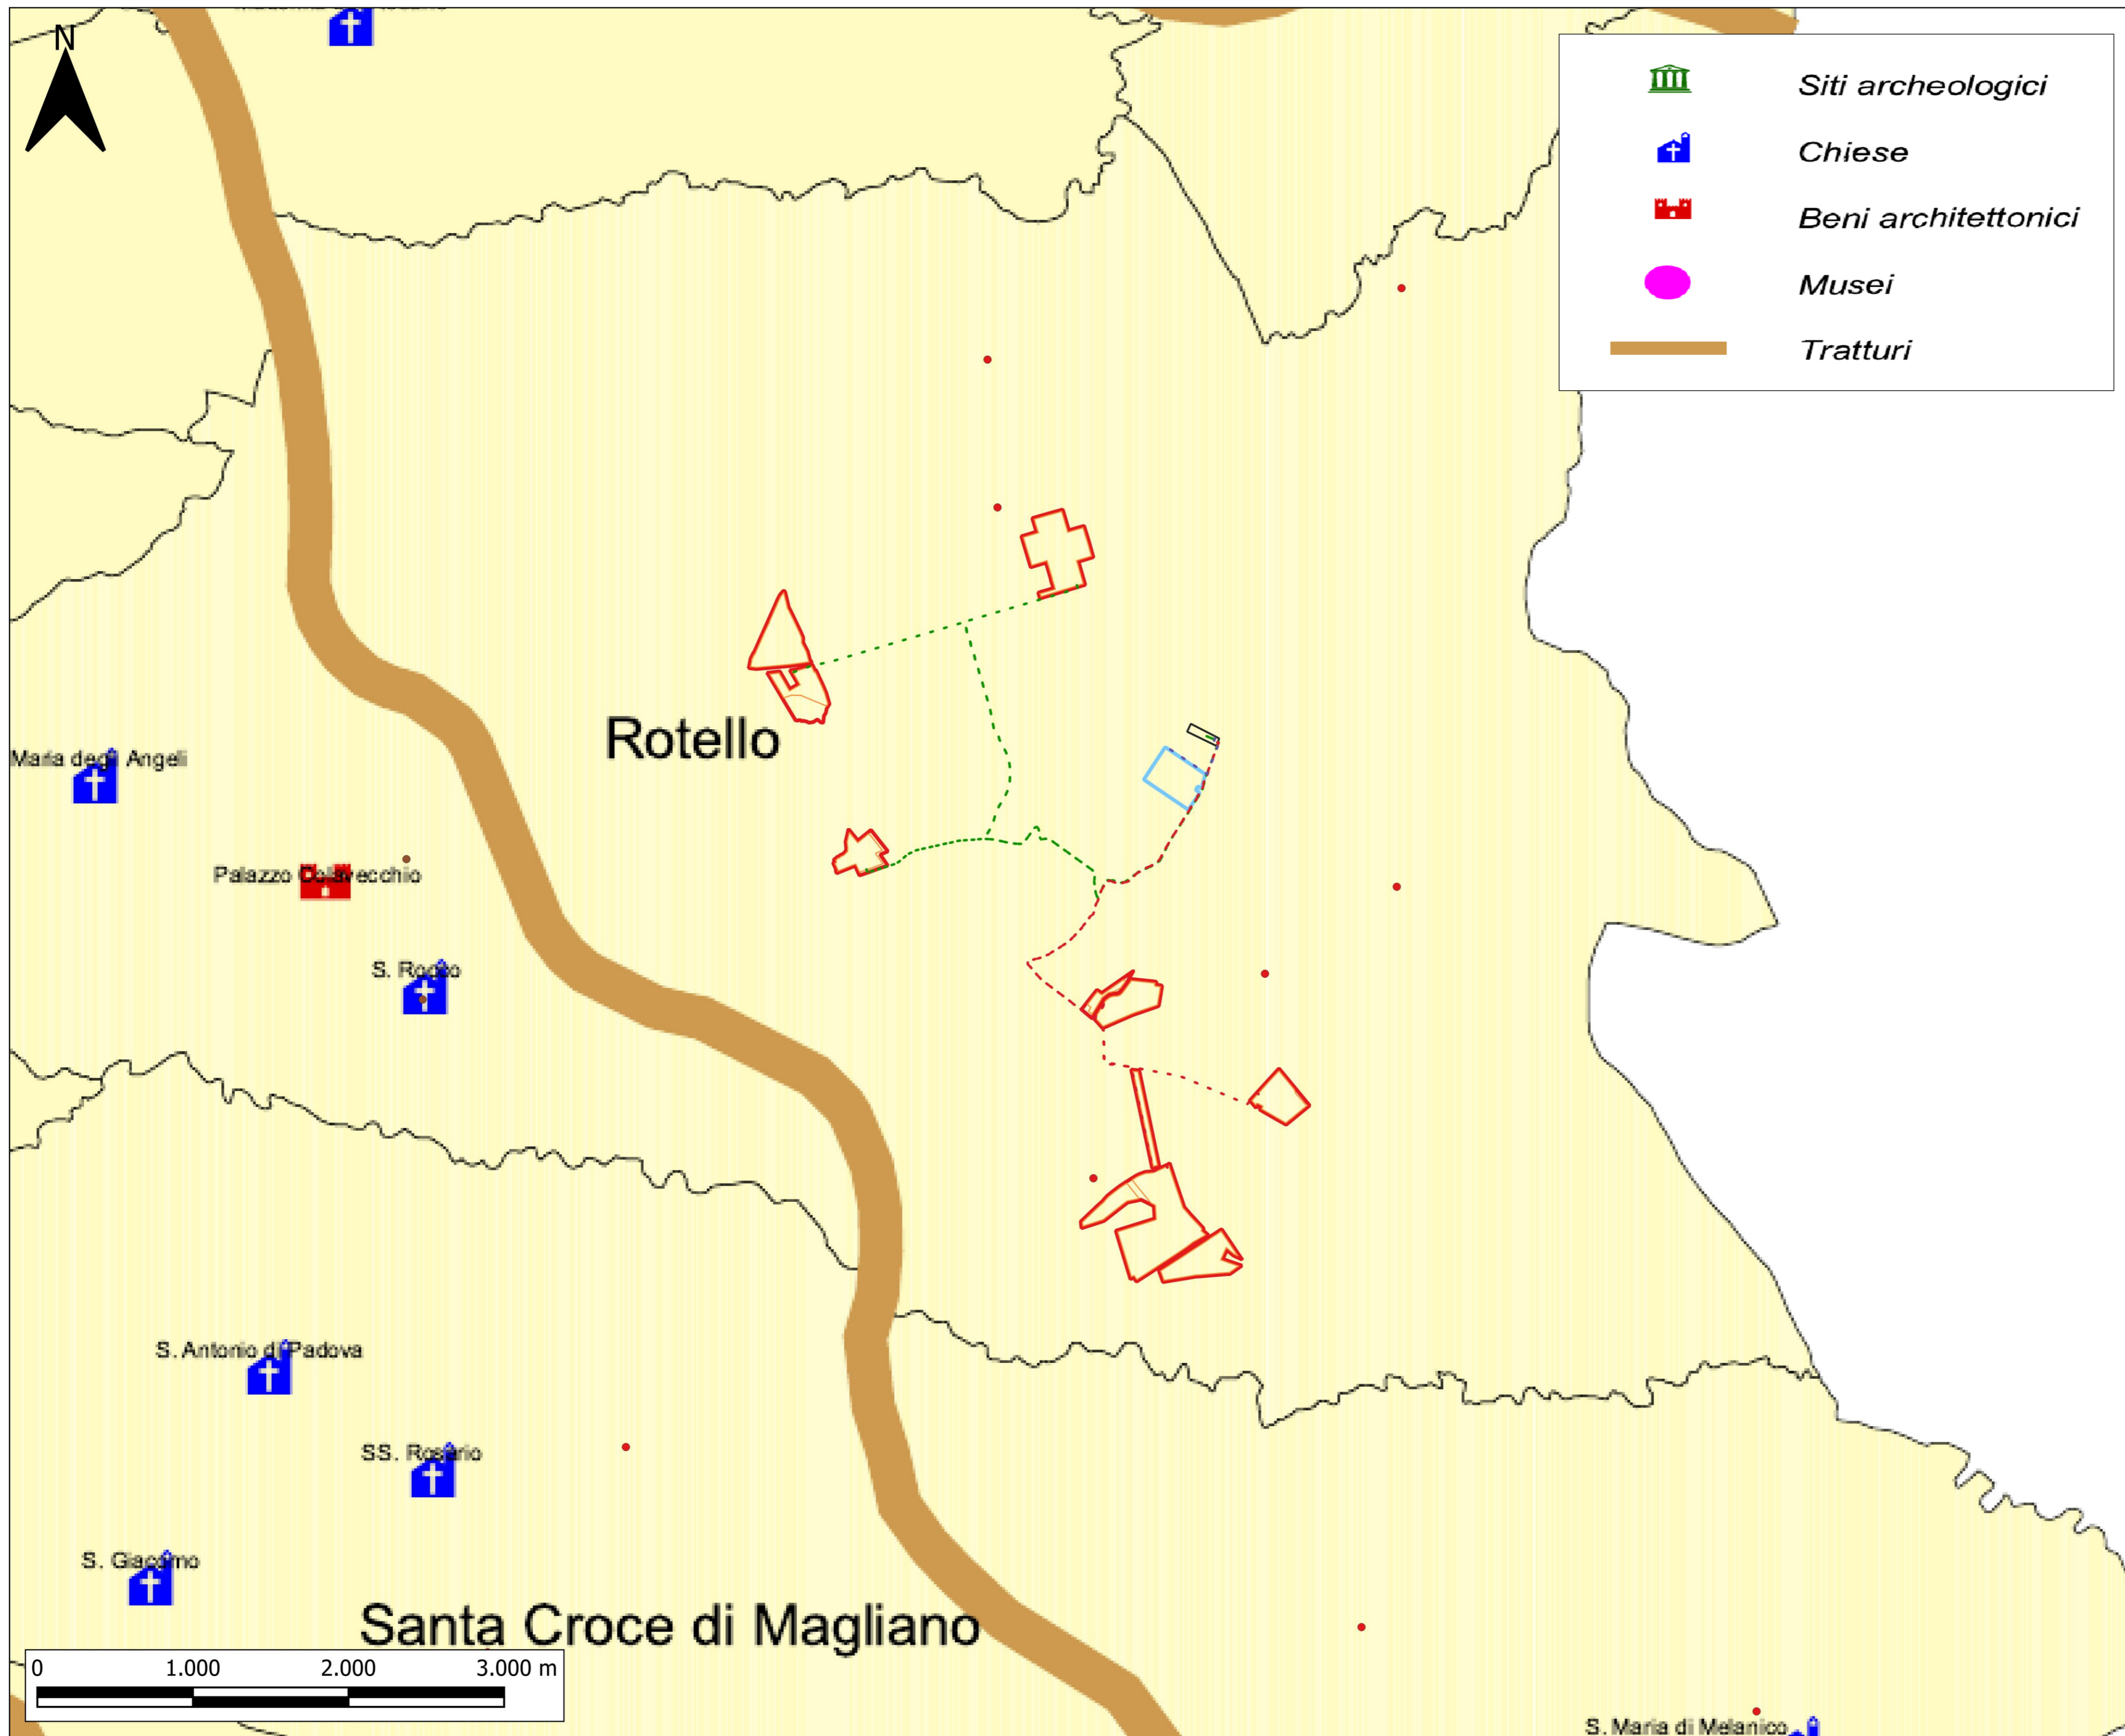 N
Siti archeologici
Chiese
Beni architettonici
Musei
Tratturi
Rotello
Maria degli Angeli
Palazzo Colavecchio
S. Rocco
S. Antonio di Padova
SS. Rosario
S. Giacomo
Santa Croce di Magliano
0 1.000 2.000 3.000 m
S. Maria di Melanico